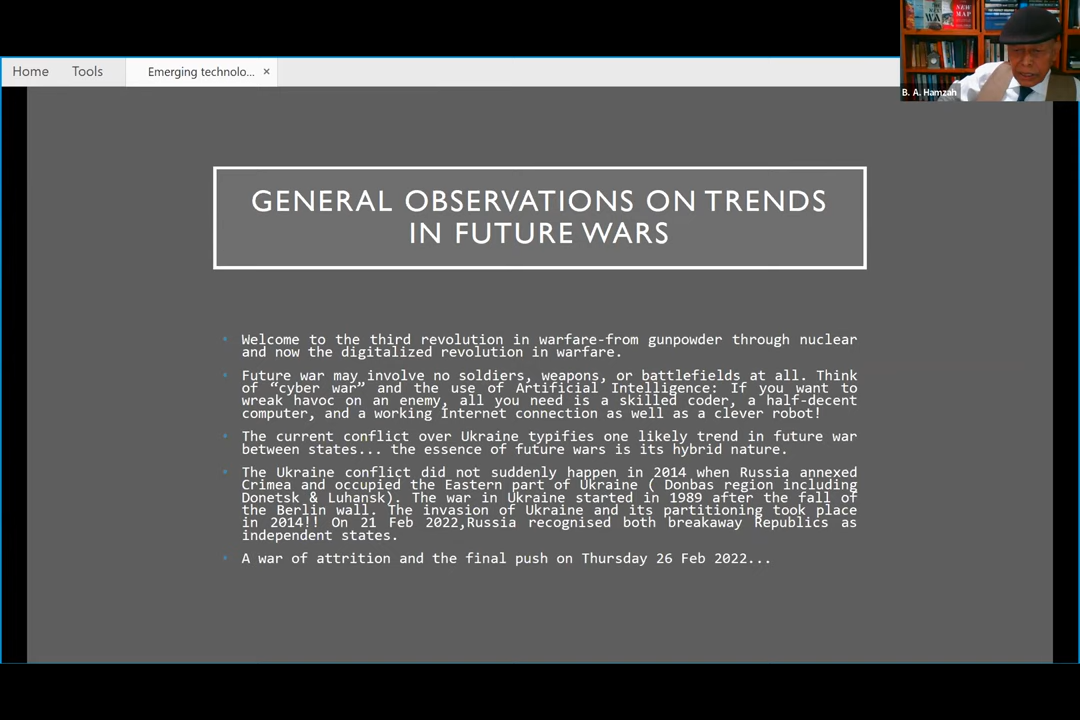 NEW
MAP
B. A. Hamzah
Home Tools Emerging technolo... ×
GENERAL OBSERVATIONS ON TRENDS
IN FUTURE WARS
• Welcome to the third revolution in warfare-from gunpowder through nuclear
and now the digitalized revolution in warfare.
• Future war may involve no soldiers, weapons, or battlefields at all. Think
of “cyber war” and the use of Artificial Intelligence: If you want to
wreak havoc on an enemy, all you need is a skilled coder, a half-decent
computer, and a working Internet connection as well as a clever robot!
• The current conflict over Ukraine typifies one likely trend in future war
between states... the essence of future wars is its hybrid nature.
• The Ukraine conflict did not suddenly happen in 2014 when Russia annexed
Crimea and occupied the Eastern part of Ukraine ( Donbas region including
Donetsk & Luhansk). The war in Ukraine started in 1989 after the fall of
the Berlin wall. The invasion of Ukraine and its partitioning took place
in 2014!! On 21 Feb 2022,Russia recognised both breakaway Republics as
independent states.
• A war of attrition and the final push on Thursday 26 Feb 2022...